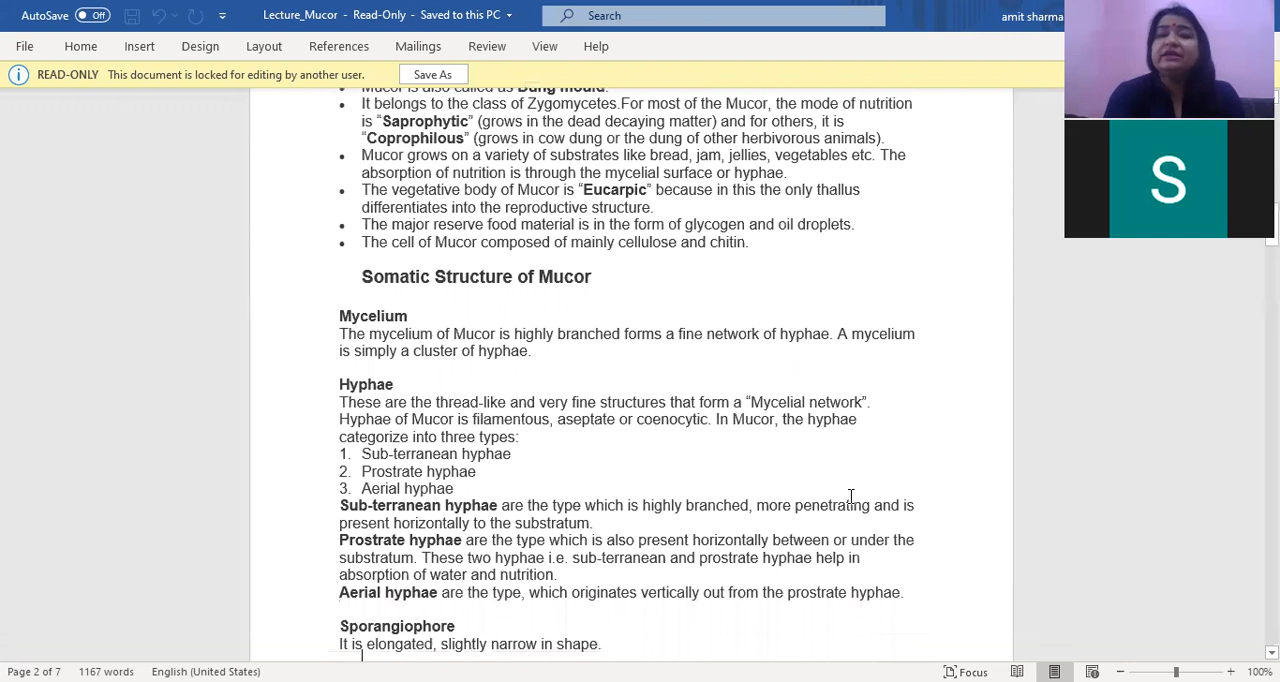 AutoSave Off Lecture_Mucor - Read-Only - Saved to this PC Search amit sharma
File Home Insert Design Layout References Mailings Review View Help
READ-ONLY This document is locked for editing by another user. Save As
Mucor is also called as Dung mould.
• It belongs to the class of Zygomycetes.For most of the Mucor, the mode of nutrition
is “Saprophytic” (grows in the dead decaying matter) and for others, it is
“Coprophilous” (grows in cow dung or the dung of other herbivorous animals).
• Mucor grows on a variety of substrates like bread, jam, jellies, vegetables etc. The
absorption of nutrition is through the mycelial surface or hyphae.
• The vegetative body of Mucor is “Eucarpic” because in this the only thallus
differentiates into the reproductive structure.
• The major reserve food material is in the form of glycogen and oil droplets.
• The cell of Mucor composed of mainly cellulose and chitin.
Somatic Structure of Mucor
Mycelium
The mycelium of Mucor is highly branched forms a fine network of hyphae. A mycelium
is simply a cluster of hyphae.
Hyphae
These are the thread-like and very fine structures that form a “Mycelial network”.
Hyphae of Mucor is filamentous, aseptate or coenocytic. In Mucor, the hyphae
categorize into three types:
1. Sub-terranean hyphae
2. Prostrate hyphae
3. Aerial hyphae
Sub-terranean hyphae are the type which is highly branched, more penetrating and is
present horizontally to the substratum.
Prostrate hyphae are the type which is also present horizontally between or under the
substratum. These two hyphae i.e. sub-terranean and prostrate hyphae help in
absorption of water and nutrition.
Aerial hyphae are the type, which originates vertically out from the prostrate hyphae.
Sporangiophore
It is elongated, slightly narrow in shape.
S
Page 2 of 7 1167 words English (United States) Focus 100%